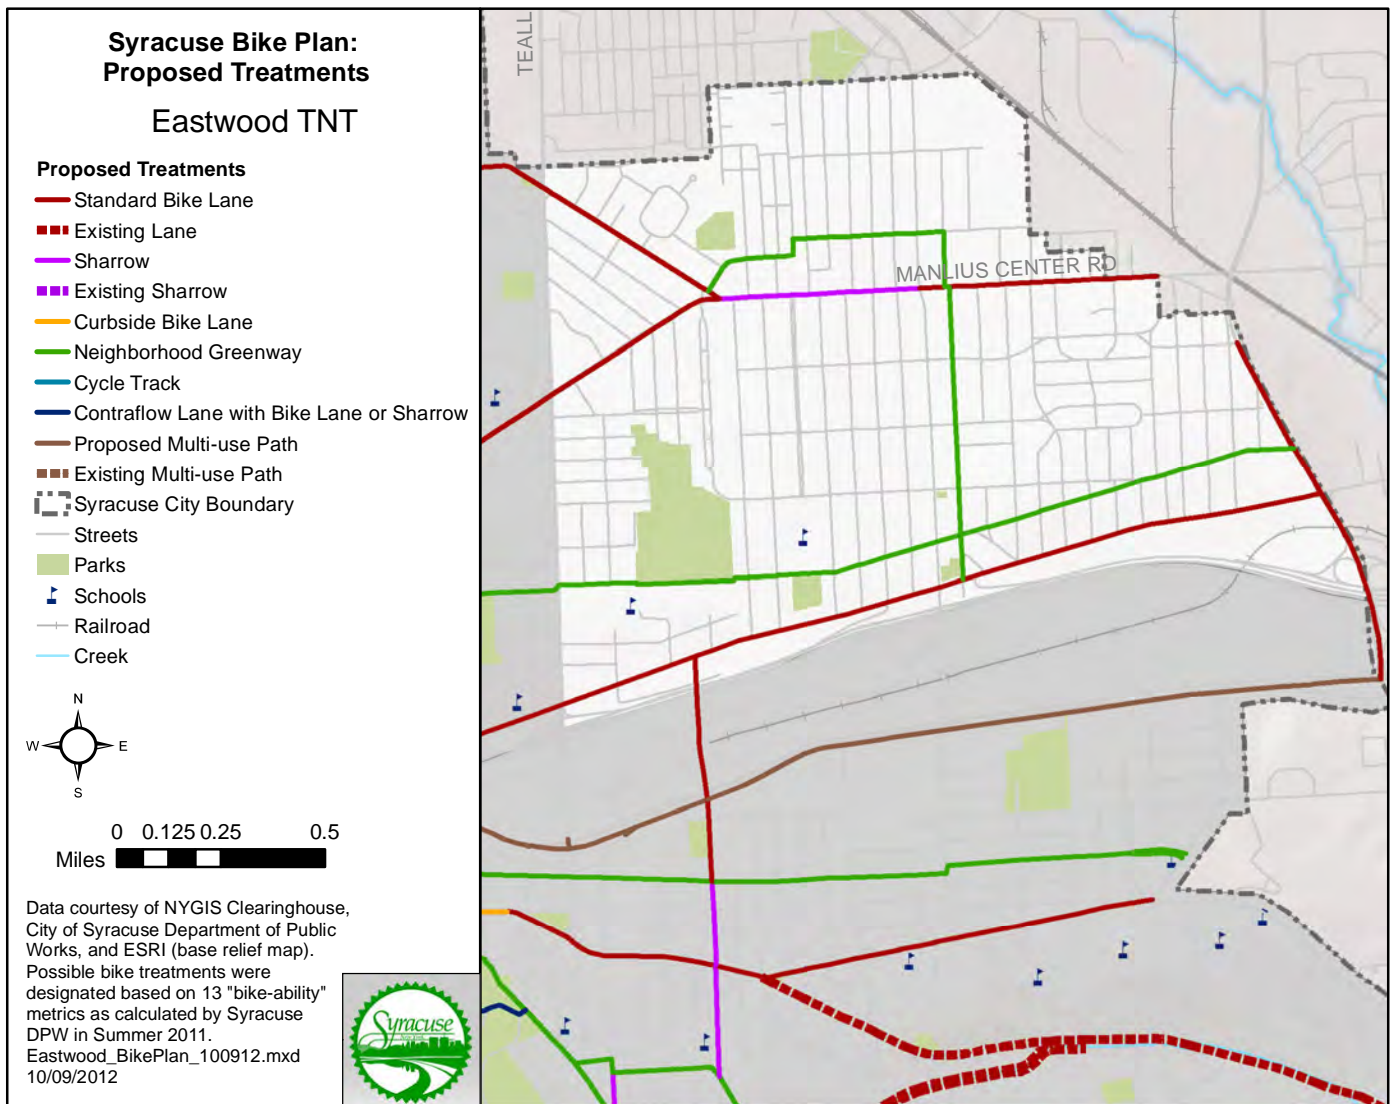 Syracuse Bike Plan:
Proposed Treatments
Eastwood TNT
Proposed Treatments
Standard Bike Lane
Existing Lane
Sharrow
Existing Sharrow
Curbside Bike Lane
Neighborhood Greenway
Cycle Track
Contraflow Lane with Bike Lane or Sharrow
Proposed Multi-use Path
Existing Multi-use Path
Syracuse City Boundary
Streets
Parks
Schools
Railroad
Creek
N
W E
S
0 0.125 0.25 0.5
Miles
Data courtesy of NYGIS Clearinghouse,
City of Syracuse Department of Public
Works, and ESRI (base relief map).
Possible bike treatments were
designated based on 13 "bike-ability"
metrics as calculated by Syracuse
DPW in Summer 2011.
Eastwood_BikePlan_100912.mxd
10/09/2012
Syracuse
TEALL
MANLIUS CENTER RD